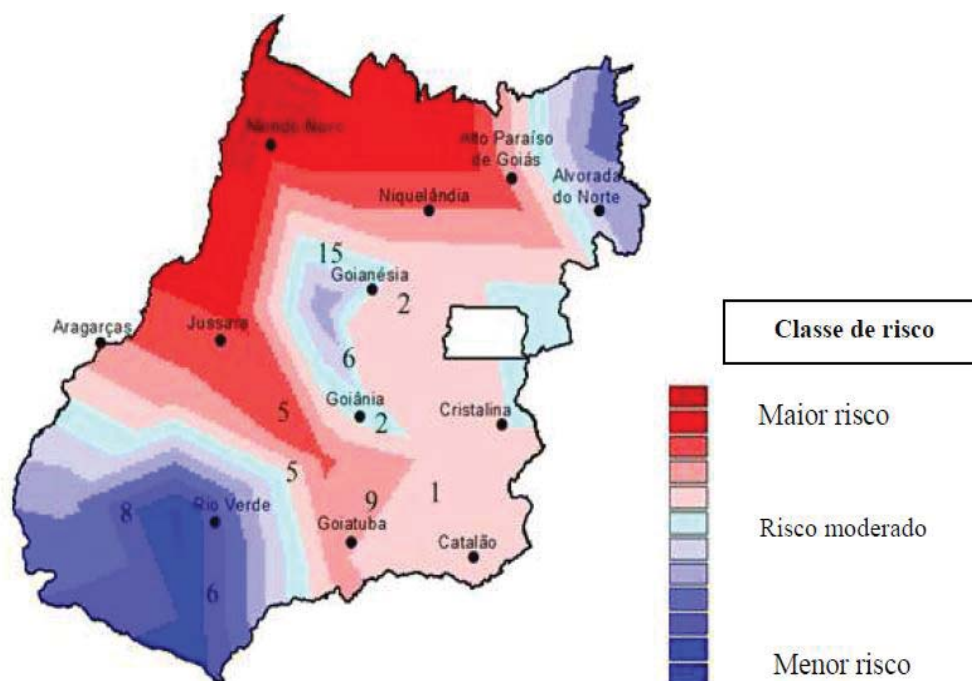 Alto Paraíso
de Goiás
Niquelândia
Alvorada
do Norte
15
Goianésia
2
Aragarças
Jussara
6
Classe de risco
Goiânia
5
2
Cristalina
Maior risco
5
9
1
8
Rio Verde
Goiatuba
Risco moderado
Catalão
6
Menor risco